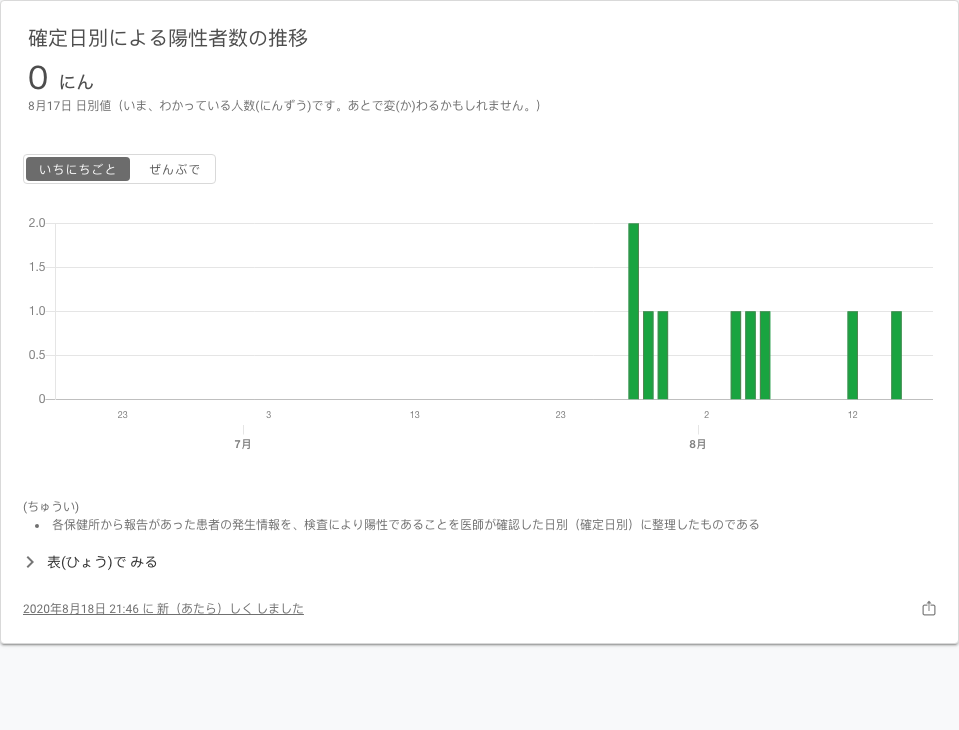 確定日別による陽性者数の推移
0 にん
8月17日 日別値（いま、わかっている人数(にんずう)です。あとで変(か)わるかもしれません。）
いちにちごと ぜんぶで
2.0
1.5
1.0
0.5
0
23 3 13 23 2 12
7月 8月
(ちゅうい)
• 各保健所から報告があった患者の発生情報を、検査により陽性であることを医師が確認した日別（確定日別）に整理したものである
表(ひょう)で みる
2020年8月18日 21:46 に 新（あたら）しく しました